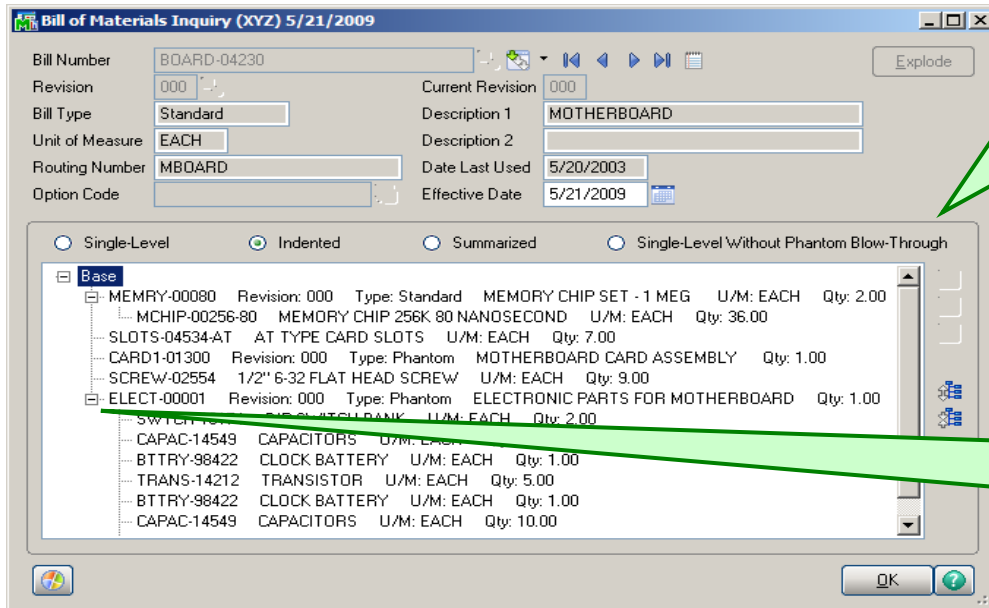 Bill of Materials Inquiry (XYZ) 5/21/2009
Bill Number BOARD-04230 Explode
Revision 000 Current Revision 000
Bill Type Standard Description 1 MOTHERBOARD
Unit of Measure EACH Description 2
Routing Number MBOARD Date Last Used 5/20/2003
Option Code Effective Date 5/21/2009
Single-Level Indented Summarized Single-Level Without Phantom Blow-Through
Base
MEMRY-00080 Revision: 000 Type: Standard MEMORY CHIP SET - 1 MEG U/M: EACH Qty: 2.00
MCHIP-00256-80 MEMORY CHIP 256K 80 NANOSECOND U/M: EACH Qty: 36.00
SLOTS-04534-AT AT TYPE CARD SLOTS U/M: EACH Qty: 7.00
CARD1-01300 Revision: 000 Type: Phantom MOTHERBOARD CARD ASSEMBLY Qty: 1.00
SCREW-02554 1/2" 6-32 FLAT HEAD SCREW U/M: EACH Qty: 9.00
ELECT-00001 Revision: 000 Type: Phantom ELECTRONIC PARTS FOR MOTHERBOARD Qty: 1.00
BANK U/M: EACH Qty: 2.00
CAPAC-14549 CAPACITORS U/M: EACH
BTTRY-98422 CLOCK BATTERY U/M: EACH Qty: 1.00
TRANS-14212 TRANSISTOR U/M: EACH Qty: 5.00
BTTRY-98422 CLOCK BATTERY U/M: EACH Qty: 1.00
CAPAC-14549 CAPACITORS U/M: EACH Qty: 10.00
OK